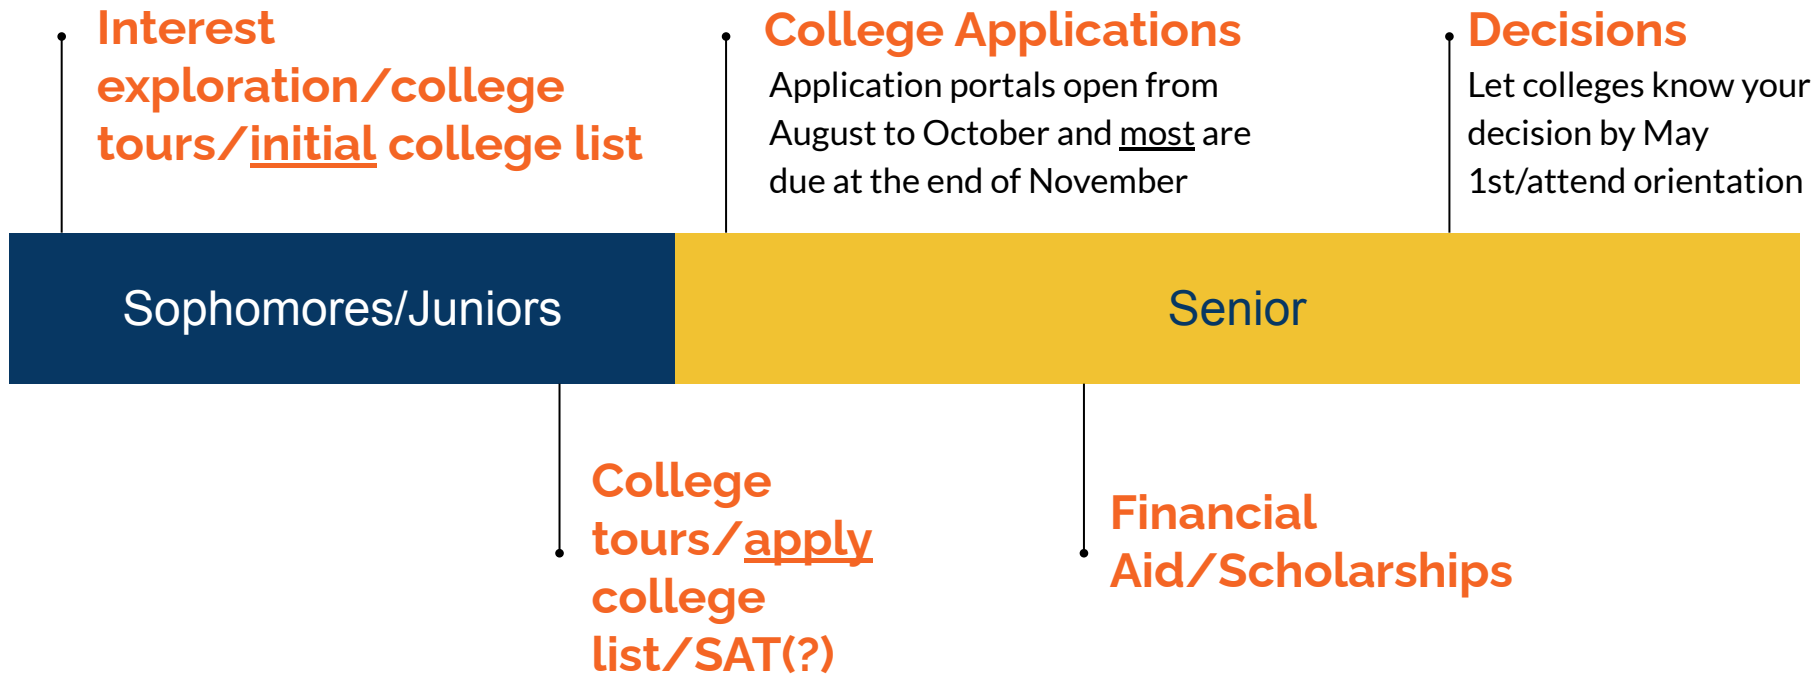 Interest
exploration/college
tours/initial college list
College Applications
Application portals open from
August to October and most are
due at the end of November
Decisions
Let colleges know your
decision by May
1st/attend orientation
Sophomores/Juniors
Senior
College
tours/apply
college
list/SAT(?)
Financial
Aid/Scholarships